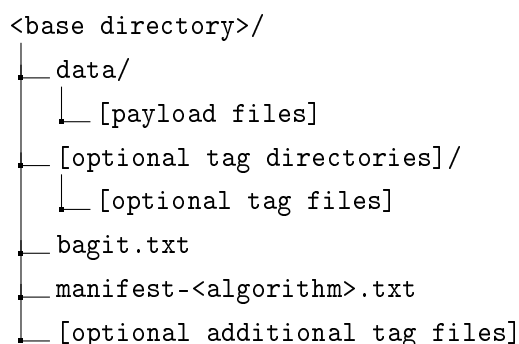 <base directory>/
data/
[payload files]
[optional tag directories]/
[optional tag files]
bagit.txt
manifest-<algorithm>.txt
[optional additional tag files]